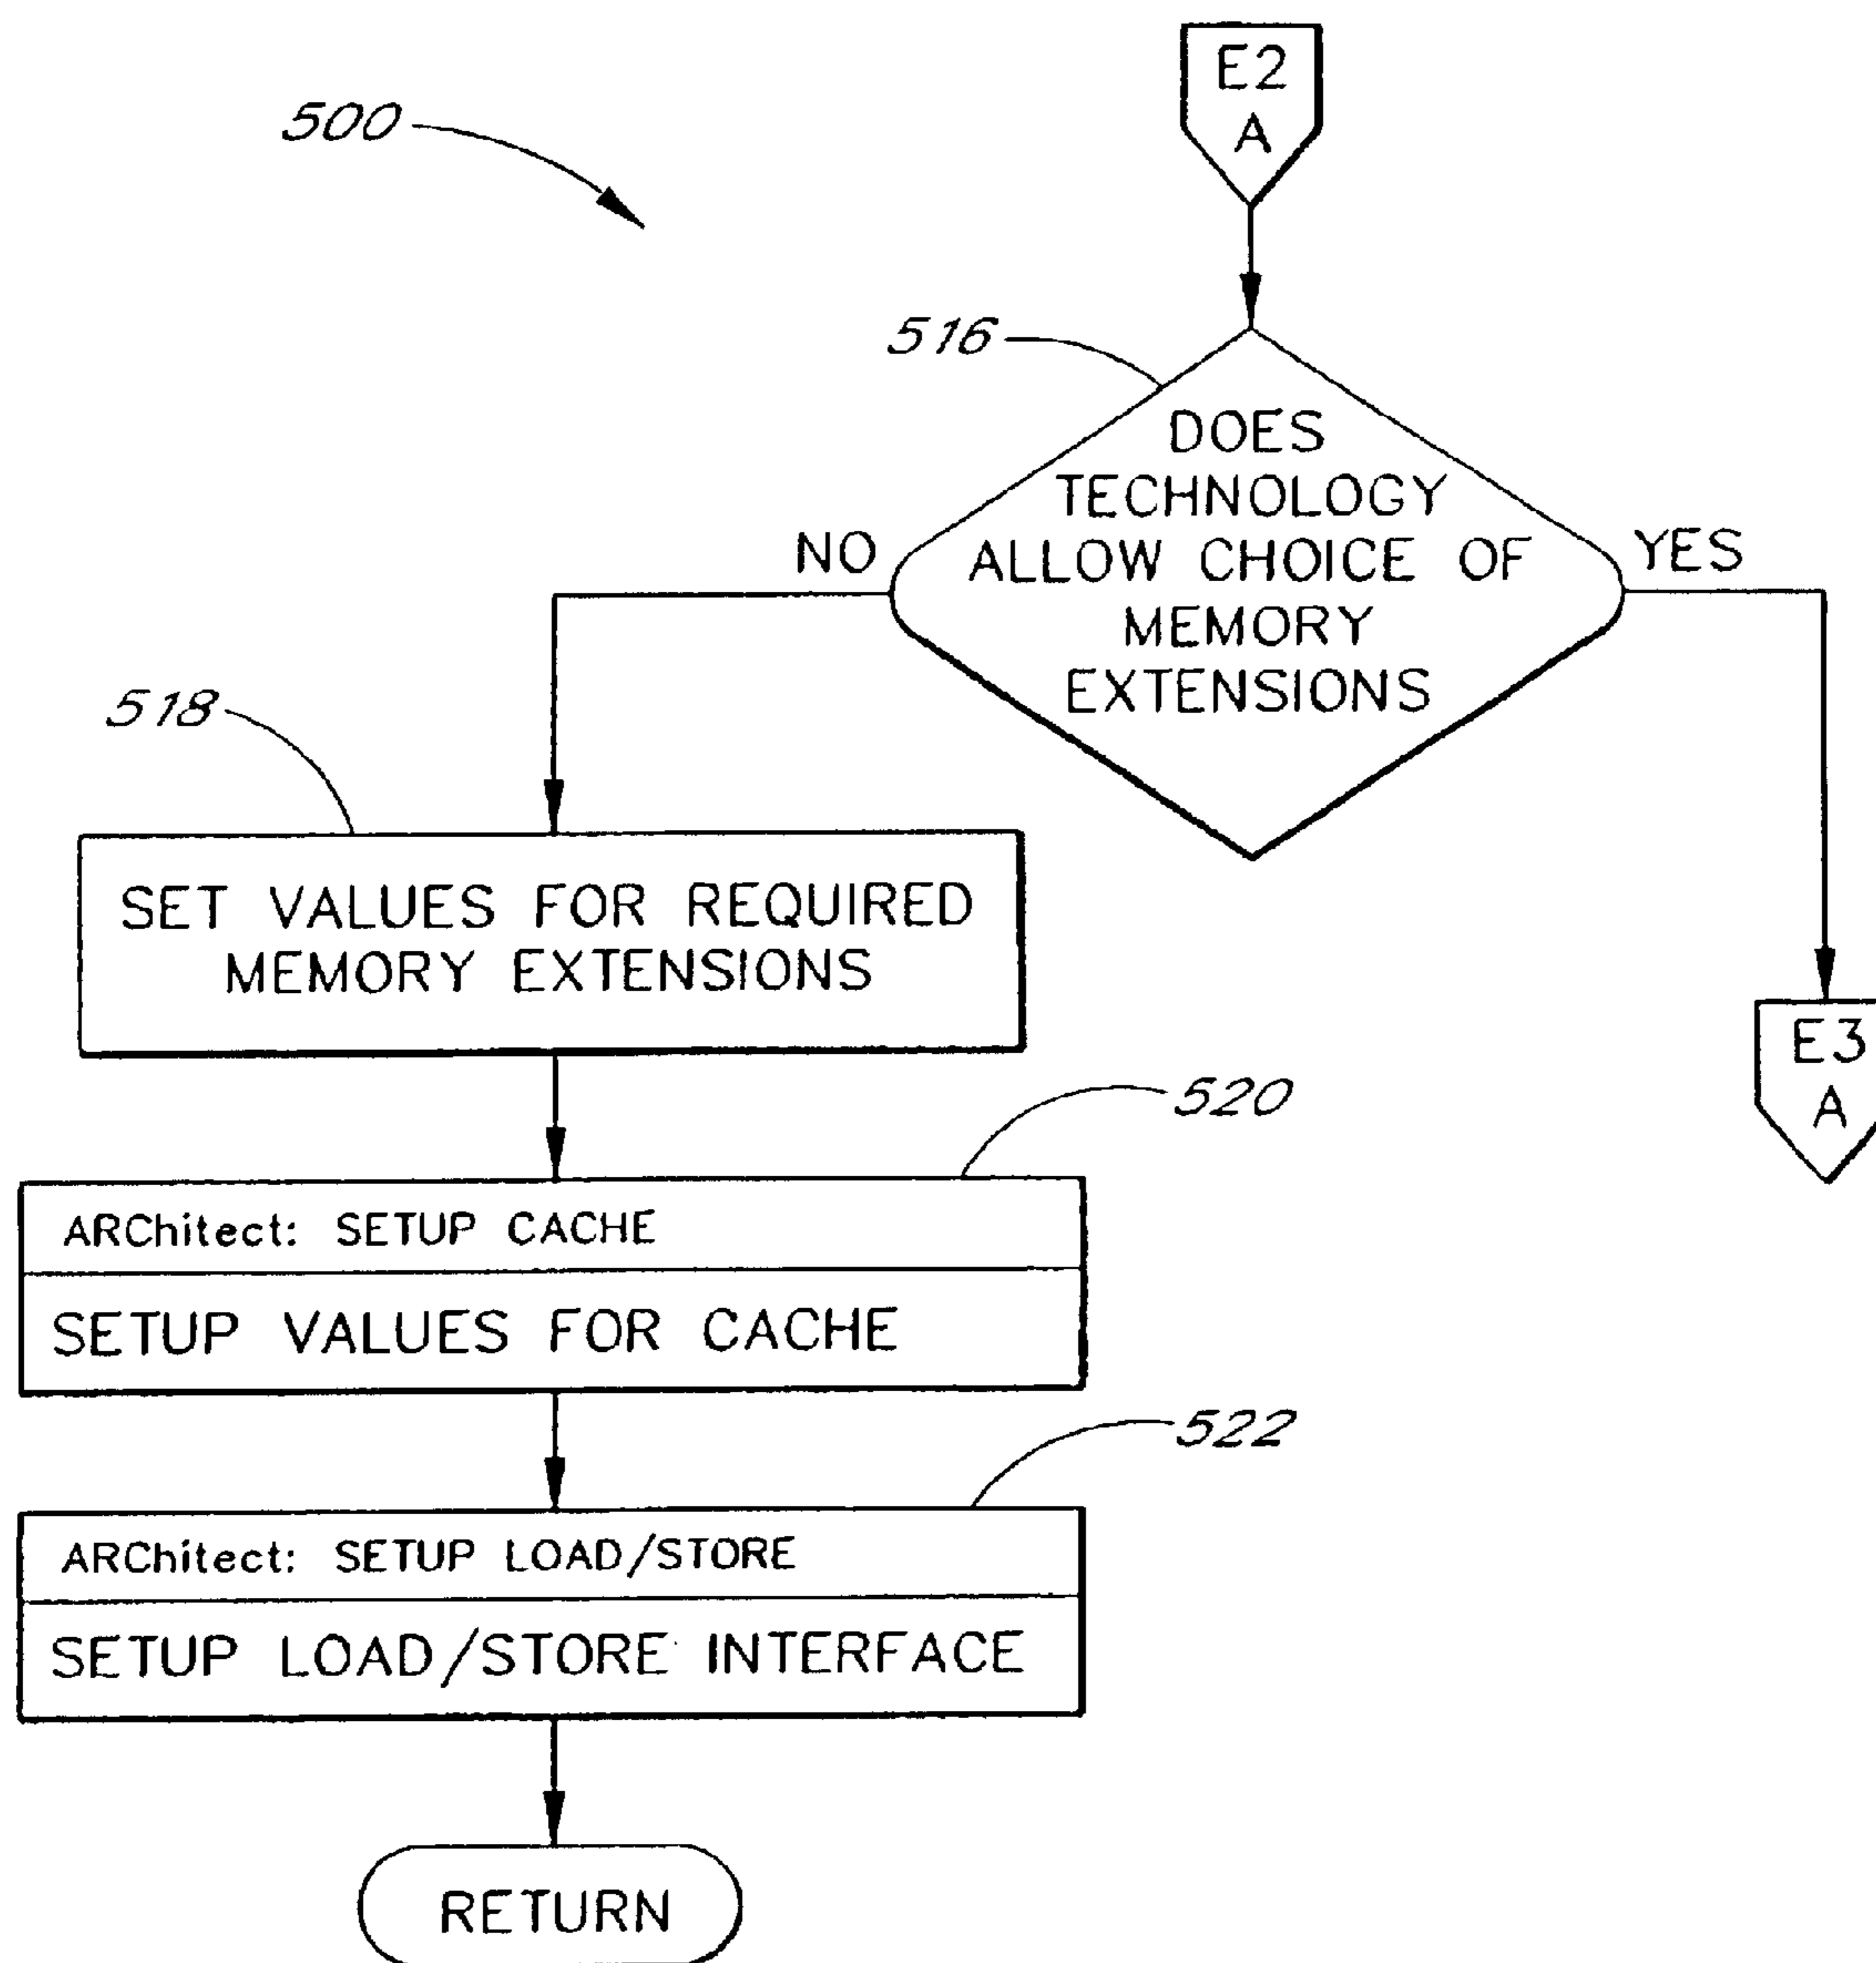 E2
A
500
516
DOES
TECHNOLOGY
ALLOW CHOICE OF
MEMORY
EXTENSIONS
NO
YES
518
SET VALUES FOR REQUIRED
MEMORY EXTENSIONS
E3
A
520
ARChitect: SETUP CACHE
SETUP VALUES FOR CACHE
522
ARChitect: SETUP LOAD/STORE
SETUP LOAD/STORE INTERFACE
RETURN